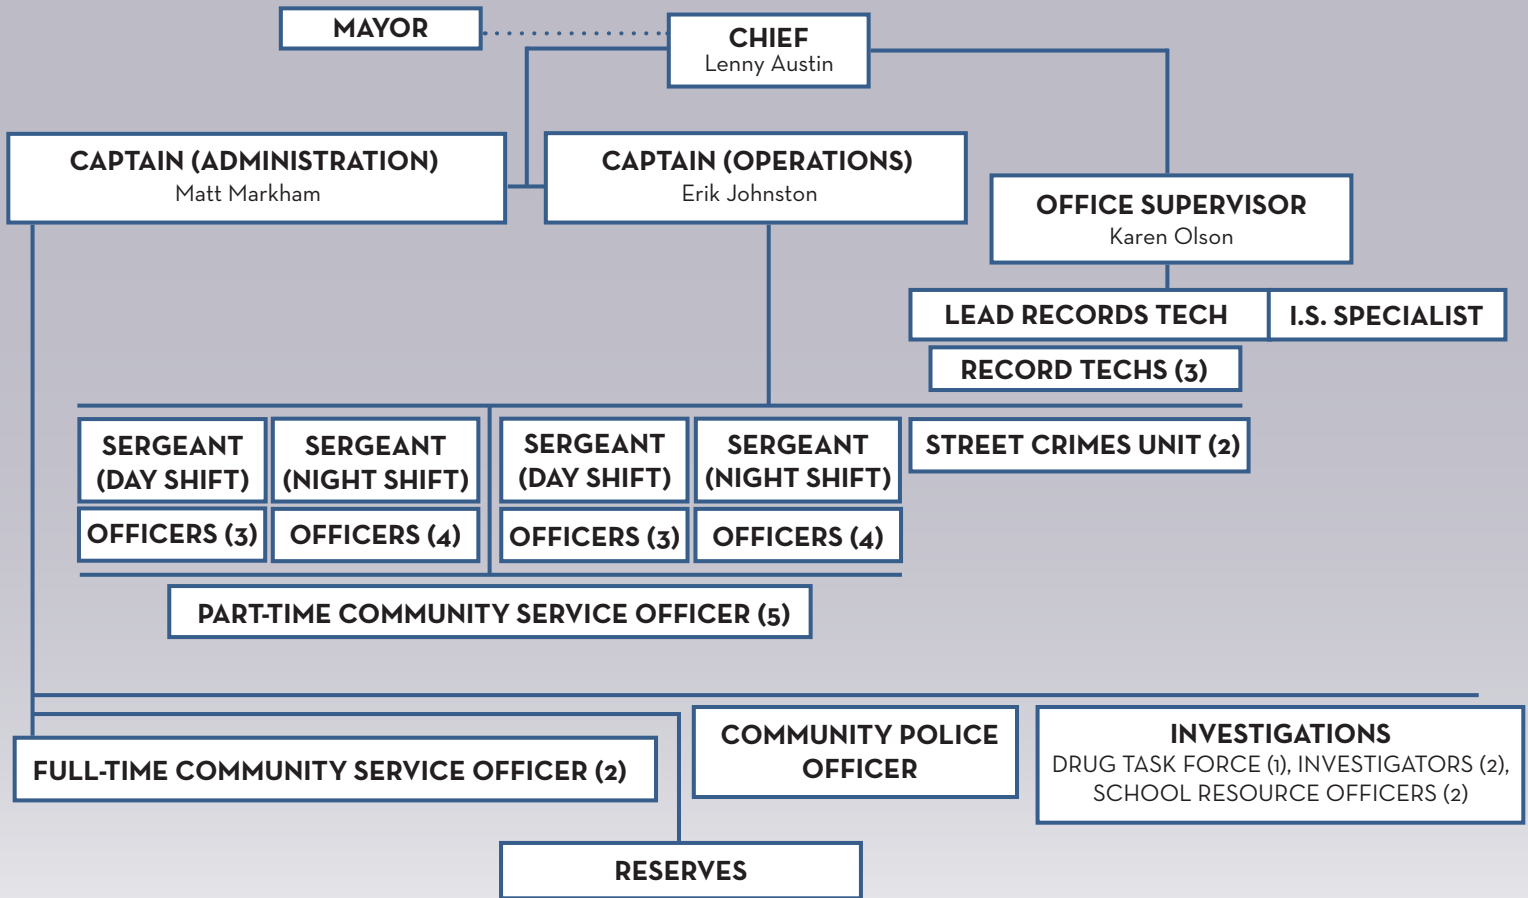 MAYOR
CHIEF
Lenny Austin
CAPTAIN (ADMINISTRATION)
Matt Markham
CAPTAIN (OPERATIONS)
Erik Johnston
OFFICE SUPERVISOR
Karen Olson
LEAD RECORDS TECH
I.S. SPECIALIST
RECORD TECHS (3)
SERGEANT
(DAY SHIFT)
OFFICERS (3)
SERGEANT
(NIGHT SHIFT)
OFFICERS (4)
SERGEANT
(DAY SHIFT)
OFFICERS (3)
SERGEANT
(NIGHT SHIFT)
OFFICERS (4)
STREET CRIMES UNIT (2)
PART-TIME COMMUNITY SERVICE OFFICER (5)
FULL-TIME COMMUNITY SERVICE OFFICER (2)
COMMUNITY POLICE
OFFICER
INVESTIGATIONS
DRUG TASK FORCE (1), INVESTIGATORS (2),
SCHOOL RESOURCE OFFICERS (2)
RESERVES